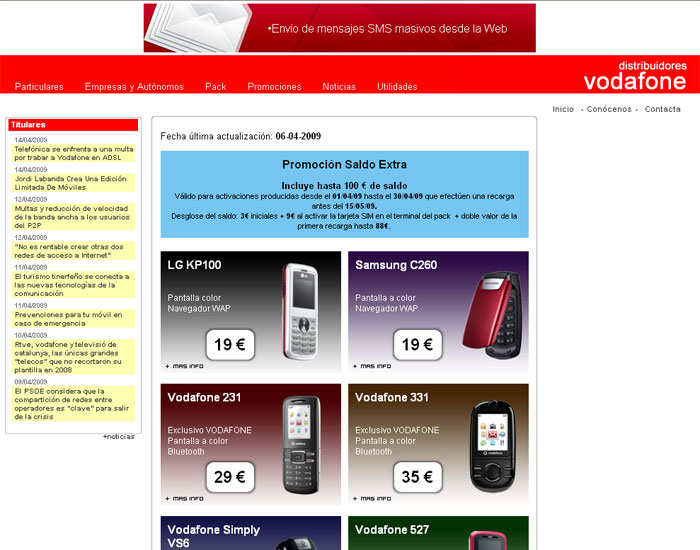 •Envío de mensajes SMS masivos desde la Web
distribuidores
vodafone
Particulares Empresas y Autónomos Pack Promociones Noticias Utilidades
Inicio - Conócenos - Contacta
Titulares
14/04/2009
Telefónica se enfrenta a una multa
por trabar a Vodafone en ADSL
14/04/2009
Jordi Labanda Crea Una Edición
Limitada De Móviles
12/04/2009
Multas y reducción de velocidad
de la banda ancha a los usuarios
del P2P
12/04/2009
"No es rentable crear otras dos
redes de acceso a Internet"
11/04/2009
El turismo tinerfeño se conecta a
las nuevas tecnologías de la
comunicación
11/04/2009
Prevenciones para tu móvil en
caso de emergencia
11/04/2009
Rtve, vodafone y televisió de
catalunya, las únicas grandes
"telecos" que no recortaron su
plantilla en 2008
09/04/2009
El PSOE considera que la
compartición de redes entre
operadores es "clave" para salir
de la crisis
+noticias
Fecha última actualización: 06-04-2009
Promoción Saldo Extra
Incluye hasta 100 € de saldo
Válido para activaciones producidas desde el 01/04/09 hasta el 30/04/09 que efectúen una recarga
antes del 15/05/09.
Desglose del saldo: 3€ iniciales + 9€ al activar la tarjeta SIM en el terminal del pack + doble valor de la
primera recarga hasta 88€.
LG KP100
Pantalla color
Navegador WAP
19 €
+ MAS INFO
Samsung C260
Pantalla color
Navegador WAP
19 €
+ MAS INFO
Vodafone 231
Exclusivo VODAFONE
Pantalla a color
Bluetooth
29 €
+ MAS INFO
Vodafone 331
Exclusivo VODAFONE
Pantalla a color
Bluetooth
35 €
+ MAS INFO
Vodafone Simply
VS6
Vodafone 527